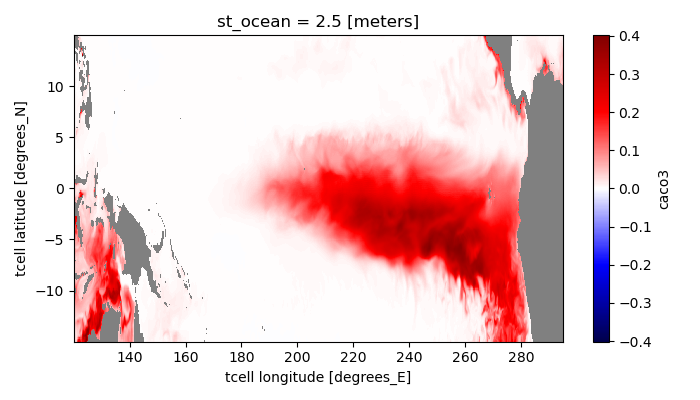 st_ocean = 2.5 [meters]
tcell latitude [degrees_N]
10
5
0
−5
−10
140 160 180 200 220 240 260 280
tcell longitude [degrees_E]
0.4
0.3
0.2
0.1
0.0
−0.1
−0.2
−0.3
−0.4
caco3